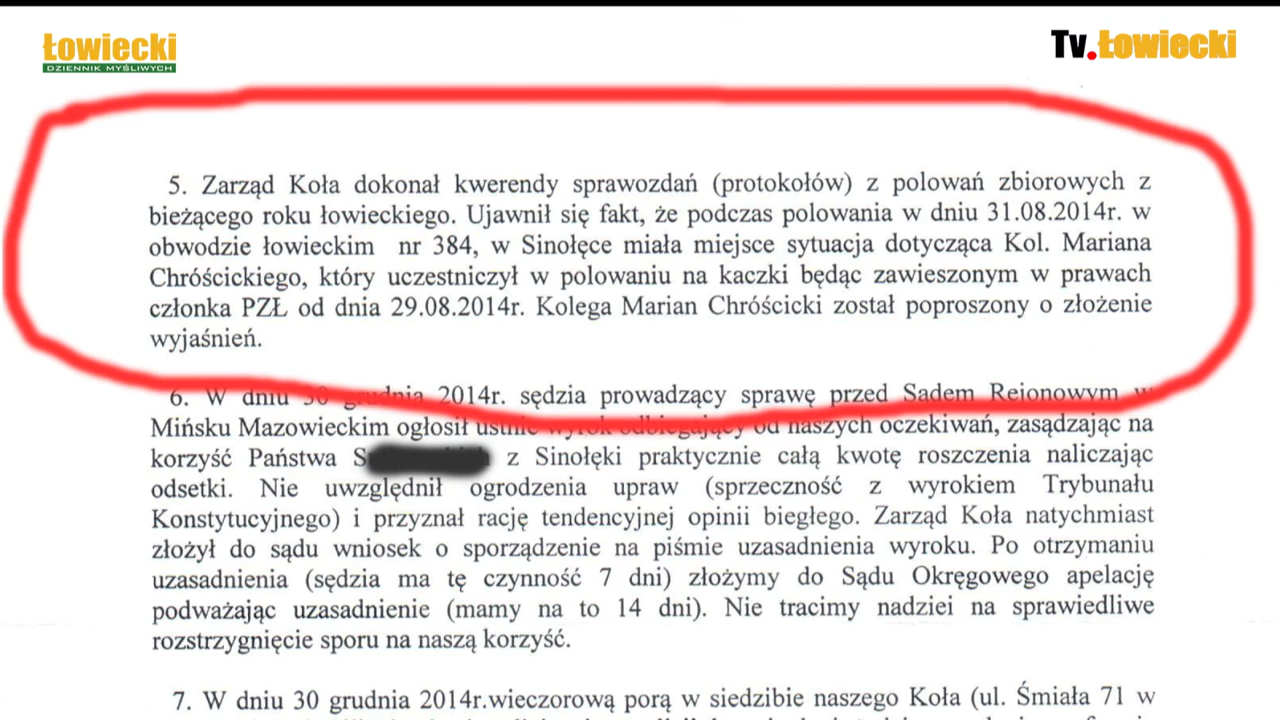 Łowiecki
DZIENNIK MYŚLIWYCH
Tv.Łowiecki
5. Zarząd Koła dokonał kwerendy sprawozdań (protokołów) z polowań zbiorowych z
bieżącego roku łowieckiego. Ujawnił się fakt, że podczas polowania w dniu 31.08.2014r. w
obwodzie łowieckim nr 384, w Sinołęce miała miejsce sytuacja dotycząca Kol. Mariana
Chróścickiego, który uczestniczył w polowaniu na kaczki będąc zawieszonym w prawach
członka PZŁ od dnia 29.08.2014r. Kolega Marian Chróścicki został poproszony o złożenie
wyjaśnień.
6. W dniu 30 grudnia 2014r. sędzia prowadzący sprawę przed Sadem Rejonowym w
Mińsku Mazowieckim ogłosił ustnie wyrok odbiegający od naszych oczekiwań, zasądzając na
korzyść Państwa S z Sinołęki praktycznie całą kwotę roszczenia naliczając
odsetki. Nie uwzględnił ogrodzenia upraw (sprzeczność z wyrokiem Trybunału
Konstytucyjnego) i przyznał rację tendencyjnej opinii biegłego. Zarząd Koła natychmiast
złożył do sądu wniosek o sporządzenie na piśmie uzasadnienia wyroku. Po otrzymaniu
uzasadnienia (sędzia ma tę czynność 7 dni) złożymy do Sądu Okręgowego apelację
podważając uzasadnienie (mamy na to 14 dni). Nie tracimy nadziei na sprawiedliwe
rozstrzygnięcie sporu na naszą korzyść.
7. W dniu 30 grudnia 2014r.wieczorową porą w siedzibie naszego Koła (ul. Śmiała 71 w